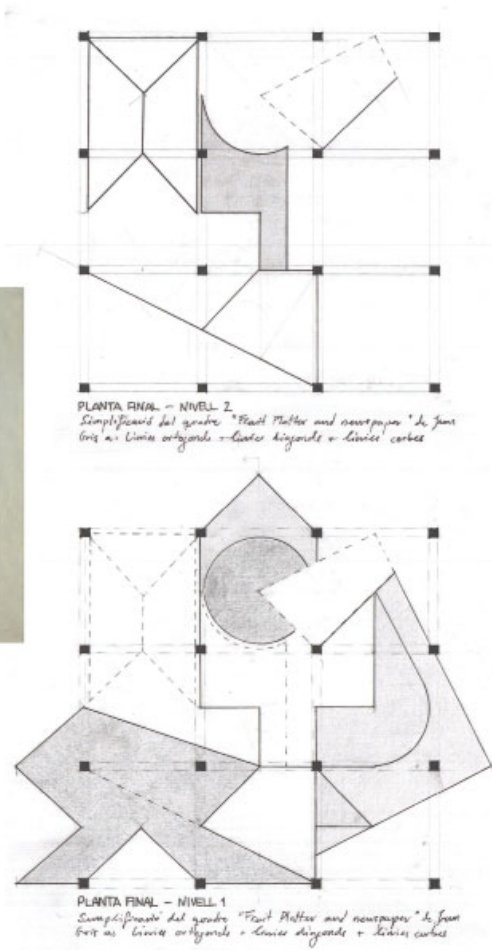 PLANTA FINAL - NIVELL 2
Simplificació del quadre "Fruit Platter and newspaper" de Juan
Gris a: Línies ortogonals + línies diagonals + línies corbes
PLANTA FINAL - NIVELL 1
Simplificació del quadre "Fruit Platter and newspaper" de Juan
Gris línies ortogonals + línies diagonals + línies corbes